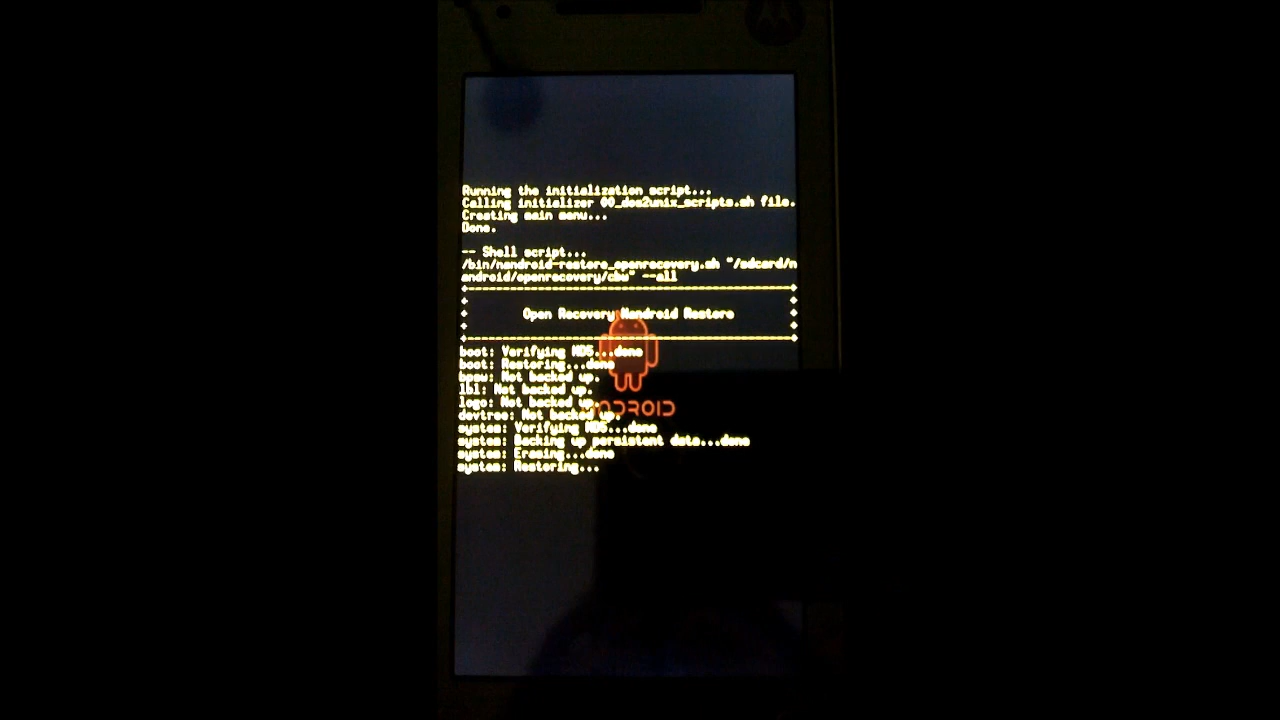 Running the initialization script...
Calling initializer 00_dos2unix_scripts.sh file.
Creating main menu...
Done.
-- Shell script...
/bin/nandroid-restore_openrecovery.sh "/sdcard/n
android/openrecovery/cbw" --all
Open Recovery Nandroid Restore
boot: Verifying MD5...done
boot: Restoring...done
bpsw: Not backed up.
lbl: Not backed up.
logo: Not backed up.
devtree: Not backed up.
system: Verifying MD5...done
system: Backing up persistent data...done
system: Erasing...done
system: Restoring...
ANDROID